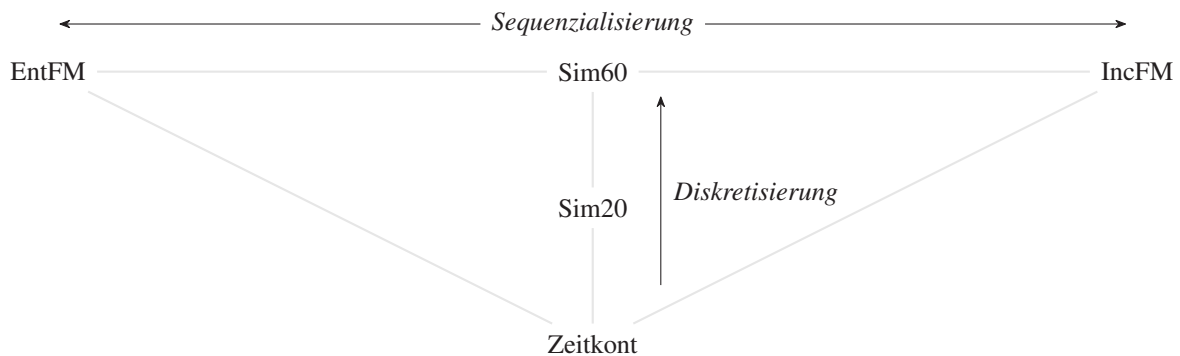 Sequenzialisierung
EntFM Sim60 IncFM
Diskretisierung
Sim20
Zeitkont